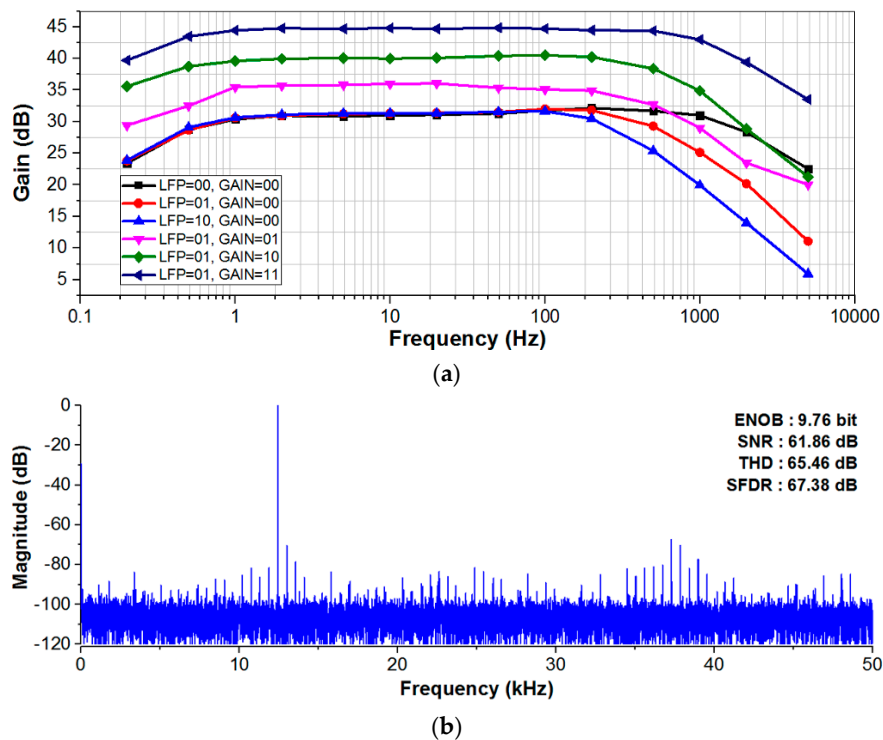 45
40
35
30
25
20
15
10
5
Gain (dB)
LFP=00, GAIN=00
LFP=01, GAIN=00
LFP=10, GAIN=00
LFP=01, GAIN=01
LFP=01, GAIN=10
LFP=01, GAIN=11
0.1 1 10 100 1000 10000
Frequency (Hz)
(a)
0
-20
-40
-60
-80
-100
-120
Magnitude (dB)
ENOB : 9.76 bit
SNR : 61.86 dB
THD : 65.46 dB
SFDR : 67.38 dB
0 10 20 30 40 50
Frequency (kHz)
(b)